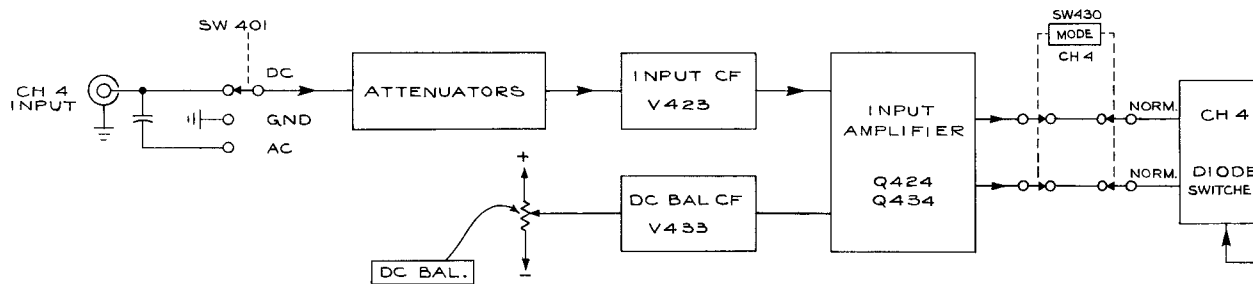 SW 401
CH 4
INPUT
DC
GND
AC
ATTENUATORS
INPUT CF
V423
+
DC BAL CF
V433
–
DC BAL.
INPUT
AMPLIFIER
Q424
Q434
SW430
MODE
CH 4
NORM.
NORM.
CH 4
DIODE
SWITCHE